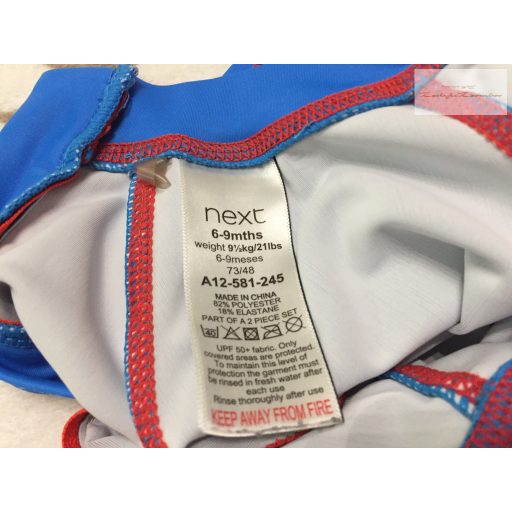 next
6-9mths
weight 9½kg/21lbs
6-9meses
73/48
A12-581-245
MADE IN CHINA
82% POLYESTER
18% ELASTANE
PART OF A 2 PIECE SET
40
UPF 50+ fabric. Only
covered areas are protected.
To maintain this level of
protection the garment must
be rinsed in fresh water after
each use
Rinse thoroughly after use
KEEP AWAY FROM FIRE